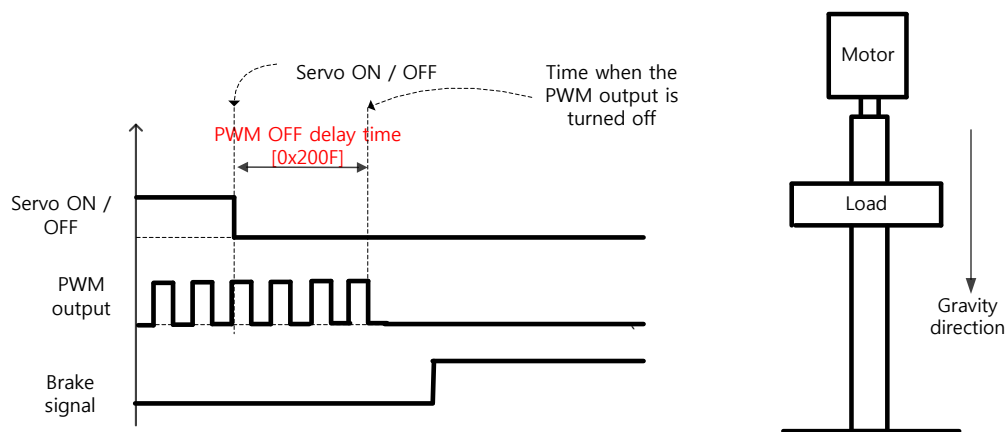 Servo ON / OFF
Time when the
PWM output is
turned off
PWM OFF delay time
[0x200F]
Servo ON /
OFF
PWM
output
Brake
signal
Motor
Load
Gravity
direction